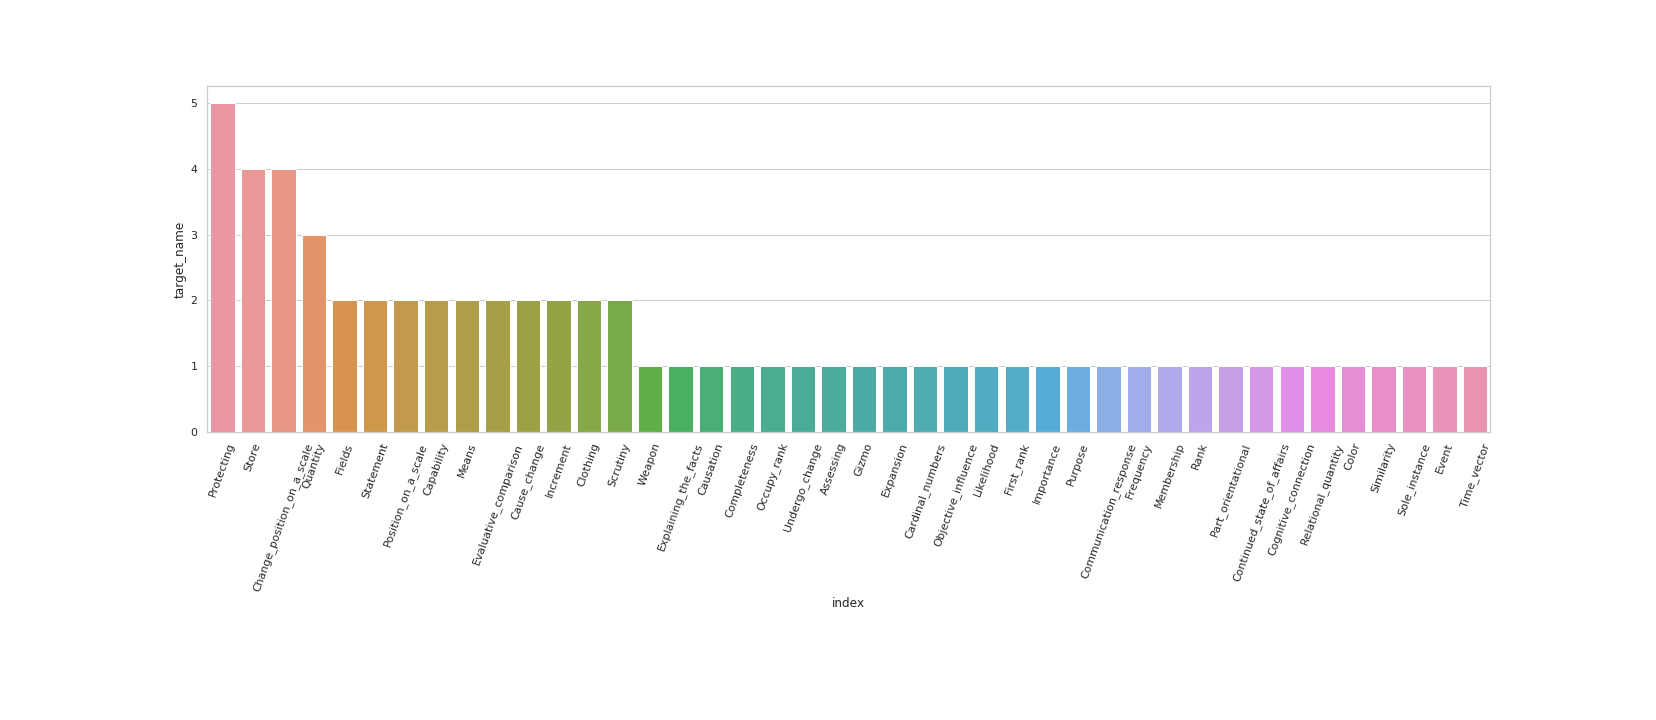 5
4
3
2
1
0
target_name
Protecting
Store
Change_position_on_a_scale
Quantity
Fields
Statement
Position_on_a_scale
Capability
Means
Evaluative_comparison
Cause_change
Increment
Clothing
Scrutiny
Weapon
Explaining_the_facts
Causation
Completeness
Occupy_rank
Undergo_change
Assessing
Gizmo
Expansion
Cardinal_numbers
Objective_influence
Likelihood
First_rank
Importance
Purpose
Communication_response
Frequency
Membership
Rank
Part_orientational
Continued_state_of_affairs
Cognitive_connection
Relational_quantity
Color
Similarity
Sole_instance
Event
Time_vector
index